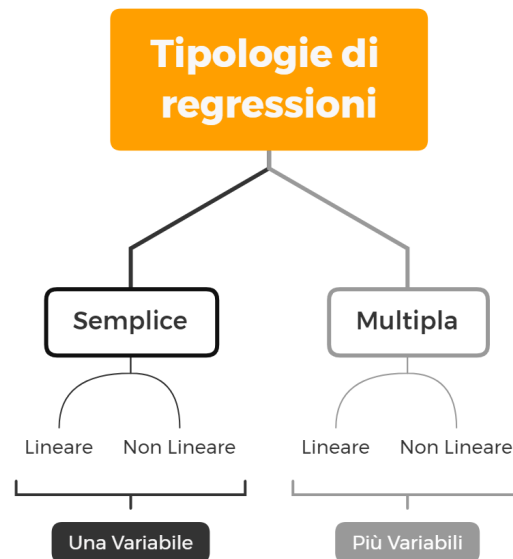 Tipologie di
regressioni
Semplice
Multipla
Lineare
Non Lineare
Lineare
Non Lineare
Una Variabile
Più Variabili